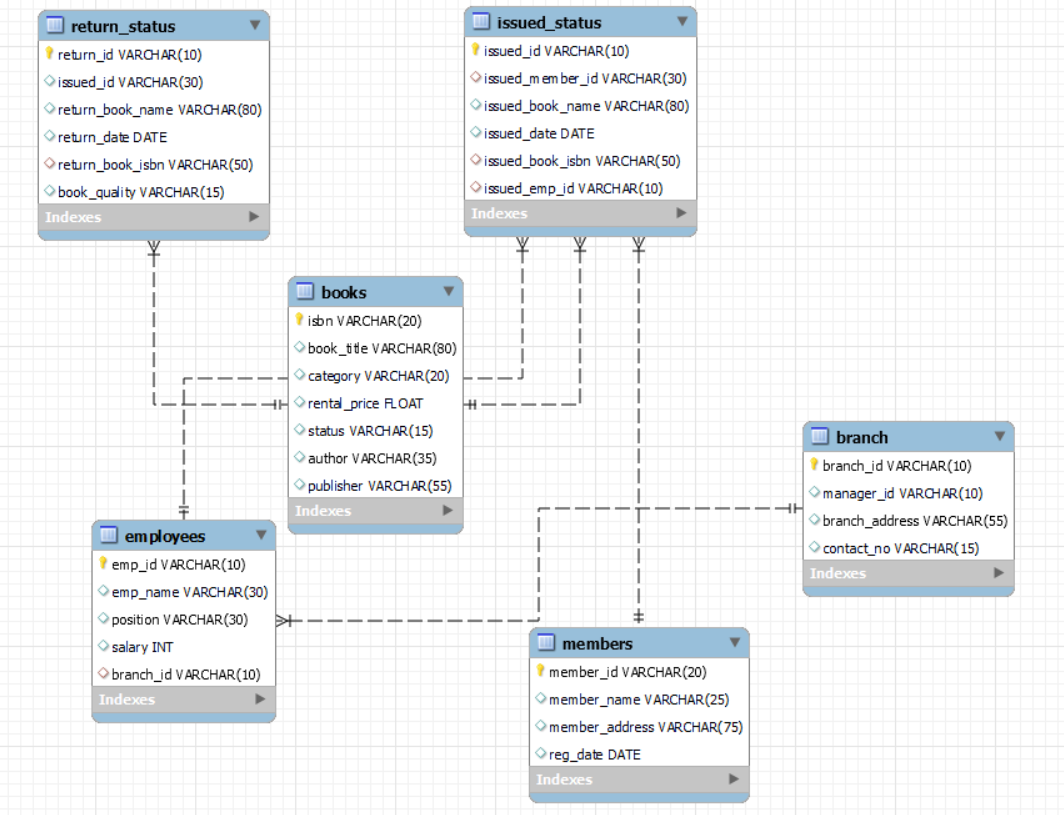 return_status
return_id VARCHAR(10)
issued_id VARCHAR(30)
return_book_name VARCHAR(80)
return_date DATE
return_book_isbn VARCHAR(50)
book_quality VARCHAR(15)
Indexes
issued_status
issued_id VARCHAR(10)
issued_member_id VARCHAR(30)
issued_book_name VARCHAR(80)
issued_date DATE
issued_book_isbn VARCHAR(50)
issued_emp_id VARCHAR(10)
Indexes
books
isbn VARCHAR(20)
book_title VARCHAR(80)
category VARCHAR(20)
rental_price FLOAT
status VARCHAR(15)
author VARCHAR(35)
publisher VARCHAR(55)
Indexes
branch
branch_id VARCHAR(10)
manager_id VARCHAR(10)
branch_address VARCHAR(55)
contact_no VARCHAR(15)
Indexes
employees
emp_id VARCHAR(10)
emp_name VARCHAR(30)
position VARCHAR(30)
salary INT
branch_id VARCHAR(10)
Indexes
members
member_id VARCHAR(20)
member_name VARCHAR(25)
member_address VARCHAR(75)
reg_date DATE
Indexes